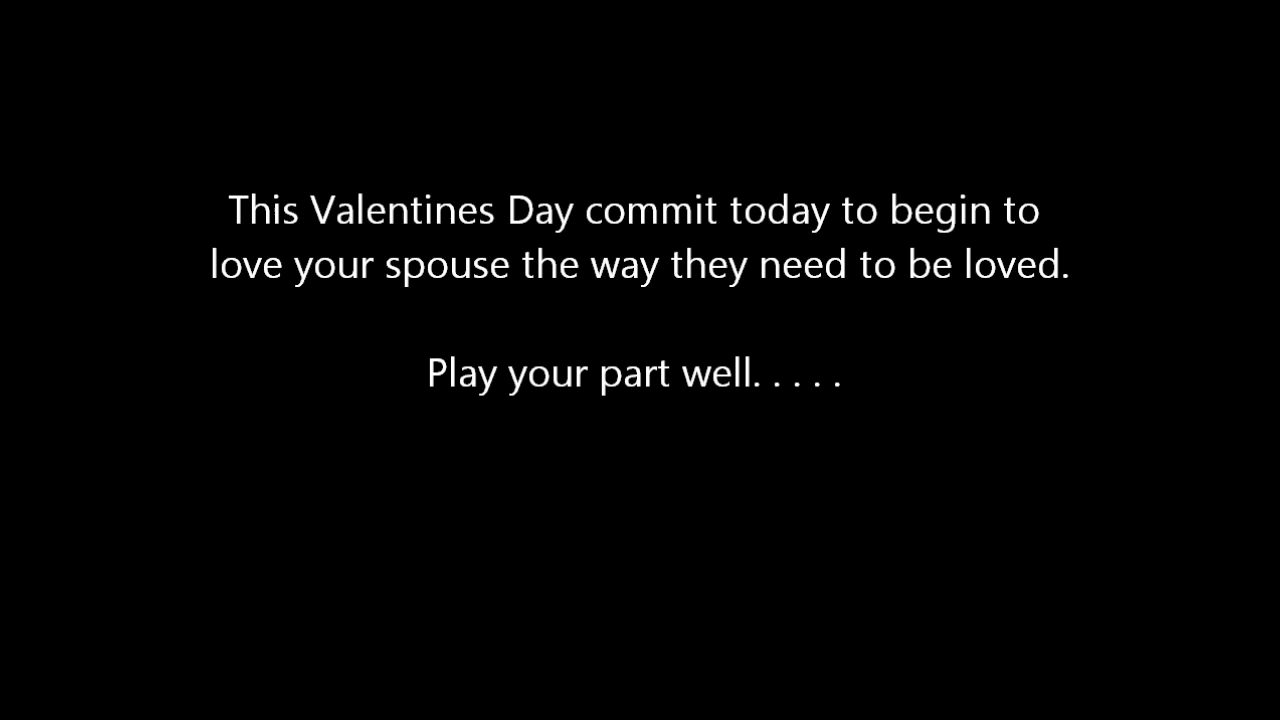 This Valentines Day commit today to begin to
love your spouse the way they need to be loved.
Play your part well. . . . .